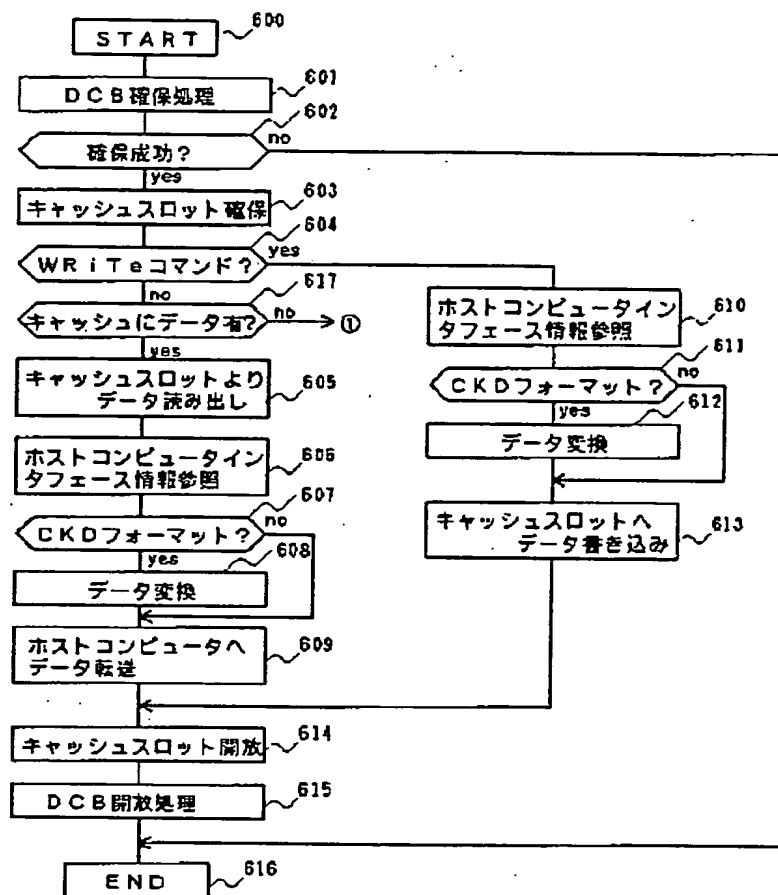 START
600
DCB確保処理
601
確保成功?
602
no
yes
キャッシュスロット確保
603
WRiTeコマンド?
604
yes
no
キャッシュにデータ有?
617
no
①
yes
キャッシュスロットより
データ読み出し
605
ホストコンピュータイン
タフェース情報参照
606
CKDフォーマット?
607
no
yes
データ変換
608
ホストコンピュータへ
データ転送
609
ホストコンピュータイン
タフェース情報参照
610
CKDフォーマット?
611
no
yes
データ変換
612
キャッシュスロットへ
データ書き込み
613
キャッシュスロット開放
614
DCB開放処理
615
END
616